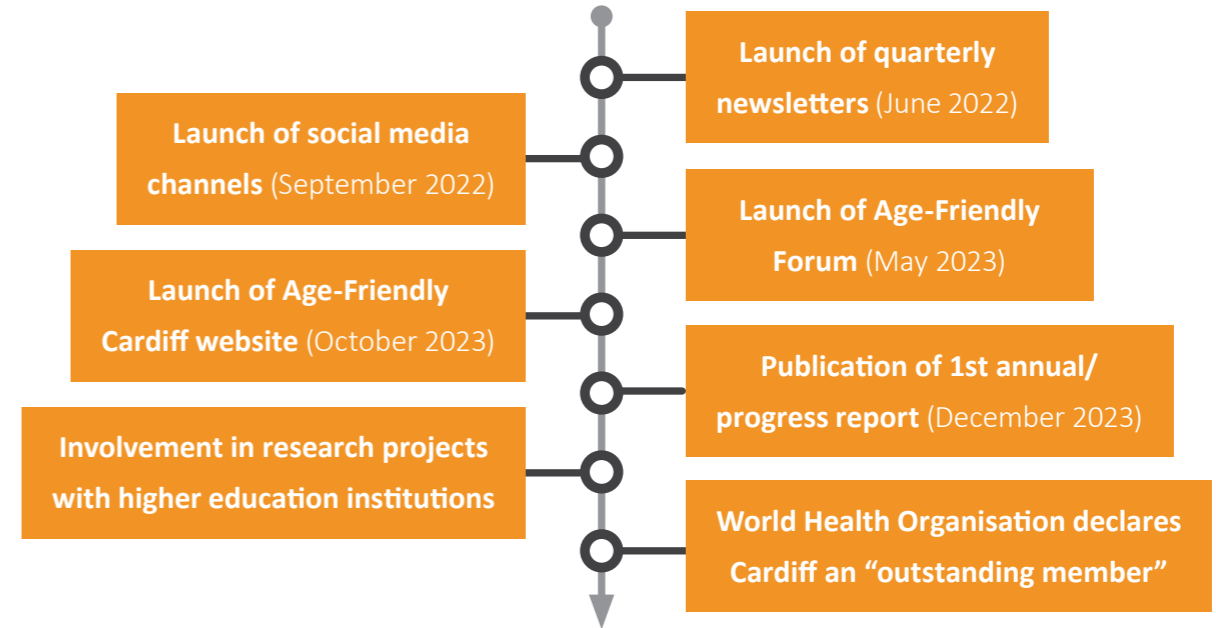 Launch of quarterly
newsletters (June 2022)
Launch of social media
channels (September 2022)
Launch of Age-Friendly
Forum (May 2023)
Launch of Age-Friendly
Cardiff website (October 2023)
Publication of 1st annual/
progress report (December 2023)
Involvement in research projects
with higher education institutions
World Health Organisation declares
Cardiff an “outstanding member”